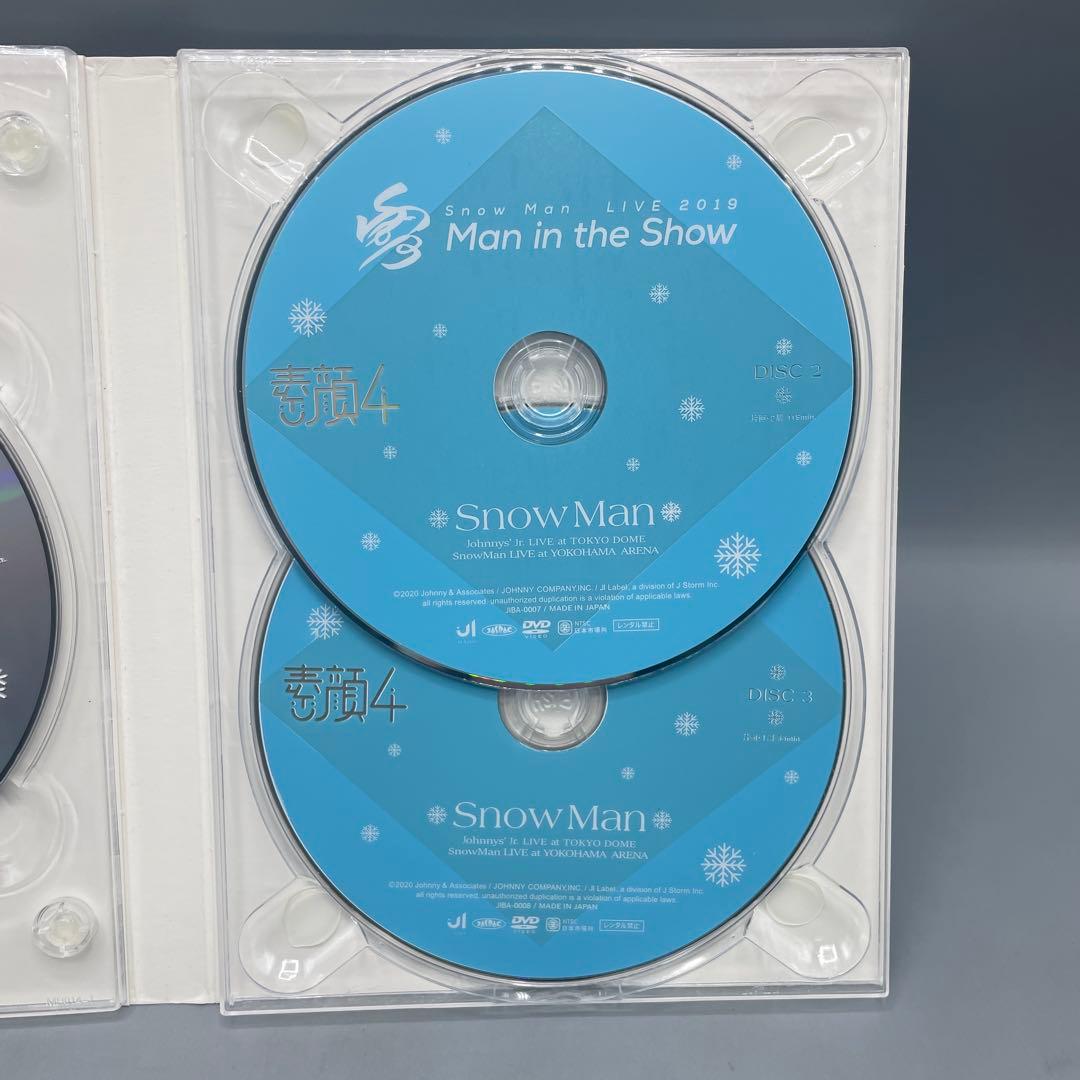 Snow Man LIVE 2019
Man in the Show
素顔4
DISC 2
Snow Man
Johnnys' Jr. LIVE at TOKYO DOME
SnowMan LIVE at YOKOHAMA ARENA
©2020 Johnny & Associates / JOHNNY COMPANY,INC. / JI Label, a division of J Storm Inc.
all rights reserved. unauthorized duplication is a violation of applicable laws.
JIBA-0007 / MADE IN JAPAN
JI
JASRAC
DVD
VIDEO
NTSC
日本市場向
レンタル禁止
素顔4
DISC 3
Snow Man
Johnnys' Jr. LIVE at TOKYO DOME
SnowMan LIVE at YOKOHAMA ARENA
©2020 Johnny & Associates / JOHNNY COMPANY,INC. / JI Label, a division of J Storm Inc.
all rights reserved. unauthorized duplication is a violation of applicable laws.
JIBA-0008 / MADE IN JAPAN
JI
JASRAC
DVD
VIDEO
NTSC
日本市場向
レンタル禁止